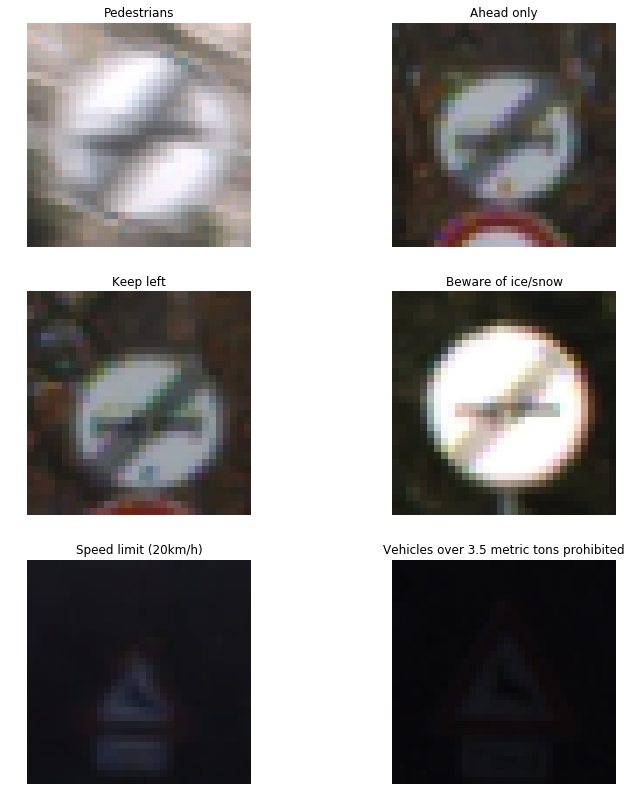 Pedestrians
Ahead only
Keep left
Beware of ice/snow
Speed limit (20km/h)
Vehicles over 3.5 metric tons prohibited